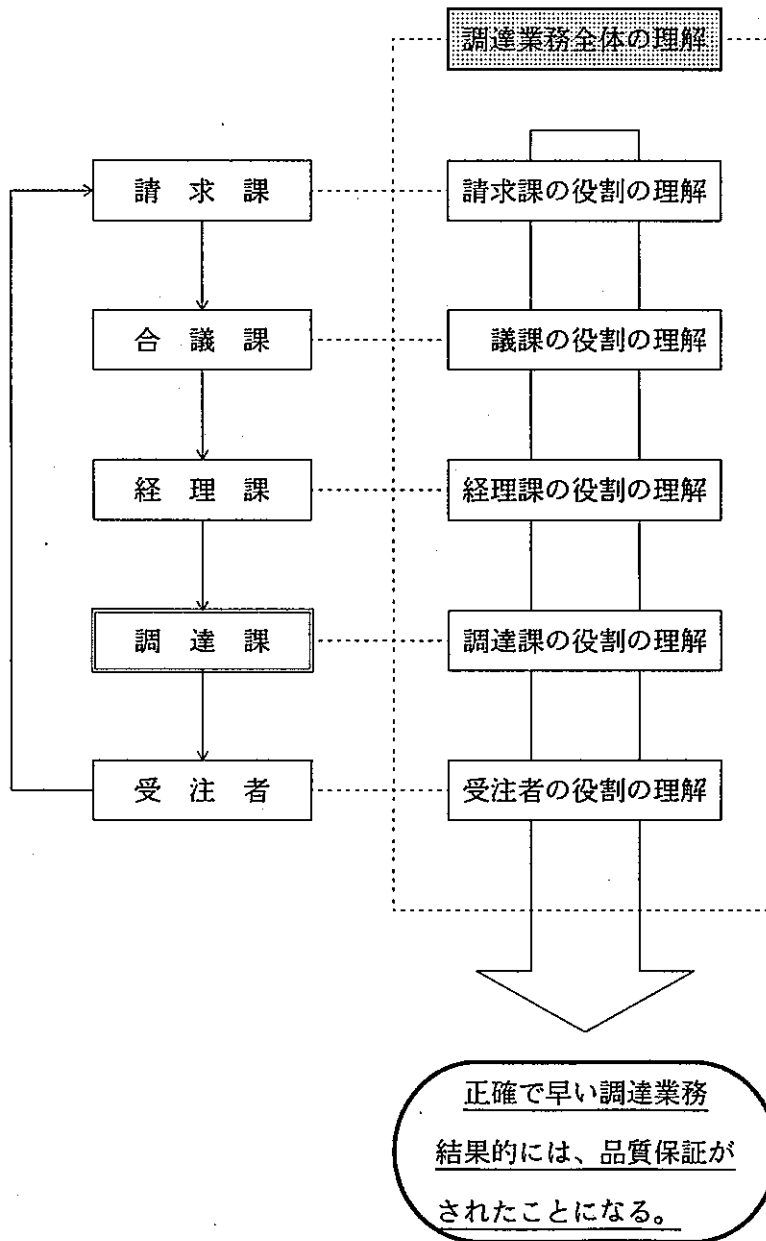 調達業務全体の理解
請求課
請求課の役割の理解
合議課
議課の役割の理解
経理課
経理課の役割の理解
調達課
調達課の役割の理解
受注者
受注者の役割の理解
正確で早い調達業務
結果的には、品質保証が
されたことになる。